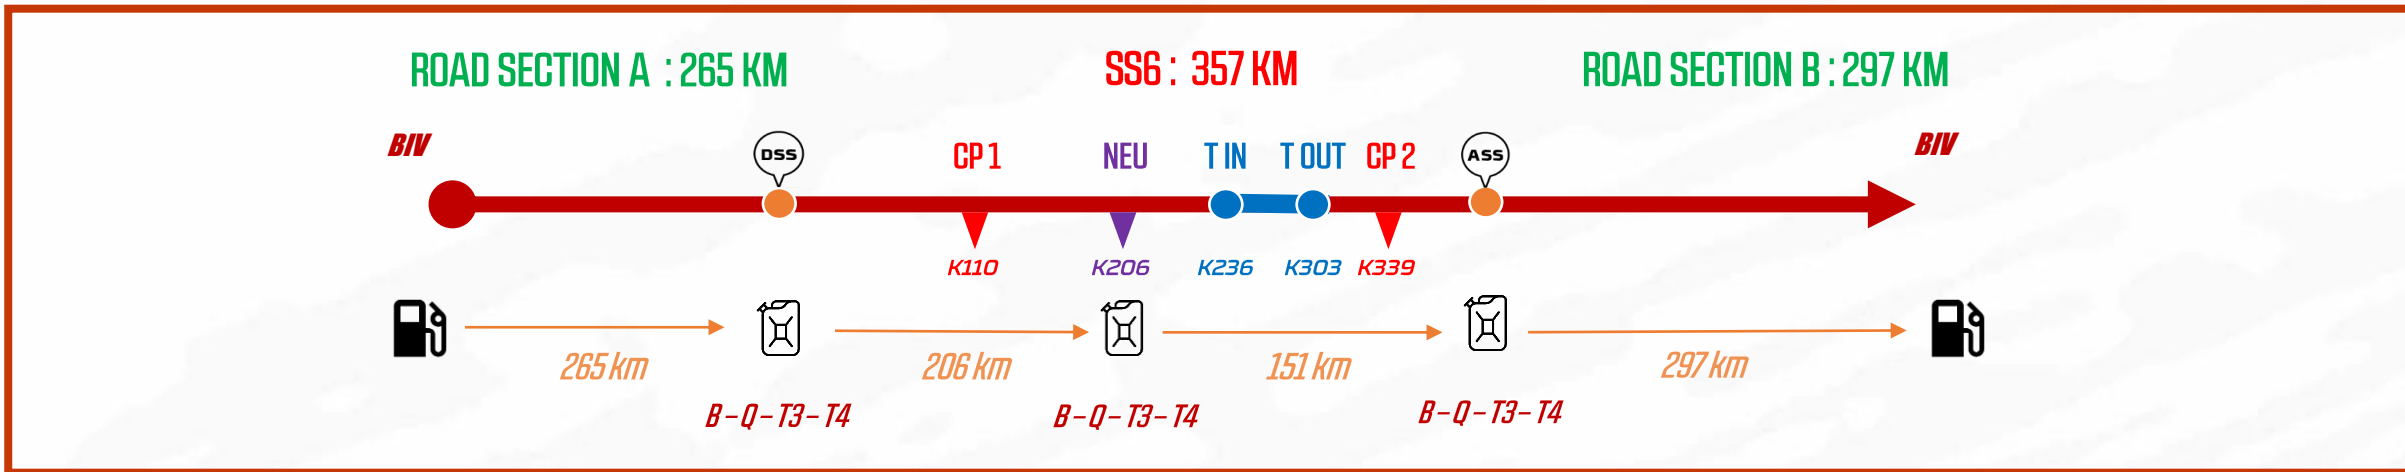 ROAD SECTION A : 265 KM
SS6 : 357 KM
ROAD SECTION B : 297 KM
BIV
DSS
CP 1
NEU
T IN
T OUT
CP 2
ASS
BIV
K110
K206
K236
K303
K339
265 km
206 km
151 km
297 km
B – Q – T3 – T4
B – Q – T3 – T4
B – Q – T3 – T4